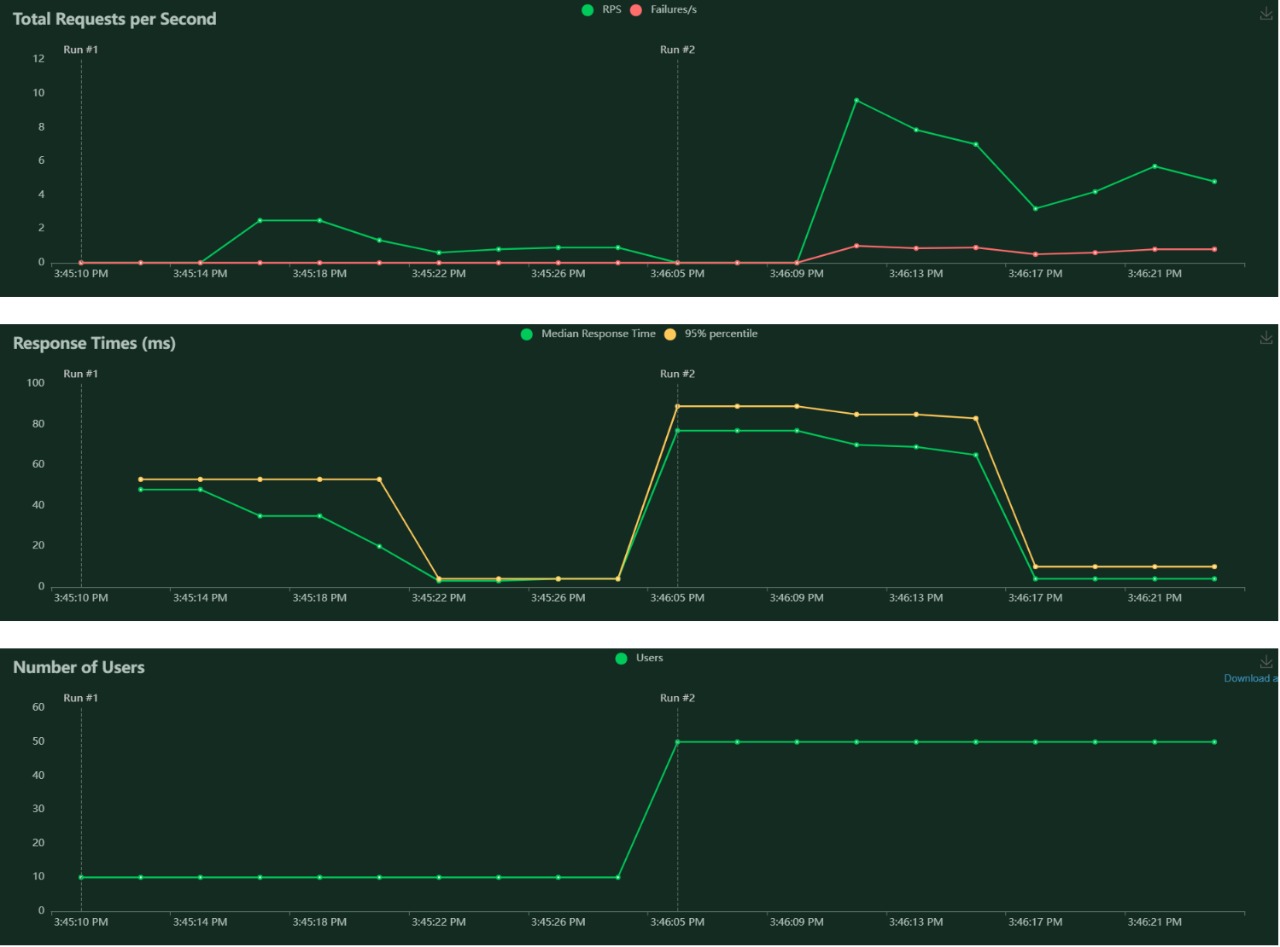 Total Requests per Second
RPS Failures/s
Run #1 Run #2
12
10
8
6
4
2
0
3:45:10 PM 3:45:14 PM 3:45:18 PM 3:45:22 PM 3:45:26 PM 3:46:05 PM 3:46:09 PM 3:46:13 PM 3:46:17 PM 3:46:21 PM
Response Times (ms)
Median Response Time 95% percentile
Run #1 Run #2
100
80
60
40
20
0
3:45:10 PM 3:45:14 PM 3:45:18 PM 3:45:22 PM 3:45:26 PM 3:46:05 PM 3:46:09 PM 3:46:13 PM 3:46:17 PM 3:46:21 PM
Number of Users
Users
Download a
Run #1 Run #2
60
50
40
30
20
10
0
3:45:10 PM 3:45:14 PM 3:45:18 PM 3:45:22 PM 3:45:26 PM 3:46:05 PM 3:46:09 PM 3:46:13 PM 3:46:17 PM 3:46:21 PM